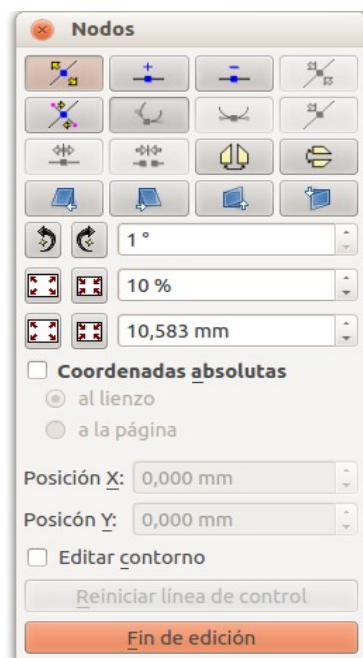 Nodos
1 °
10 %
10,583 mm
Coordenadas absolutas
al lienzo
a la página
Posición X: 0,000 mm
Posicón Y: 0,000 mm
Editar contorno
Reiniciar línea de control
Fin de edición